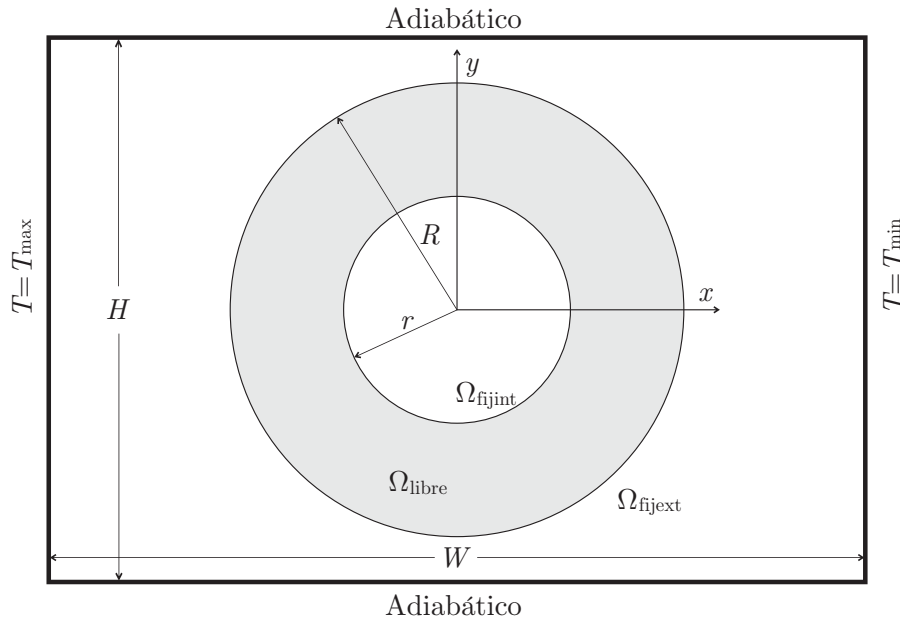 Adiabático
y
T = Tmax
R
H
x
T = Tmin
r
Ωfijint
Ωlibre
Ωfijext
W
Adiabático